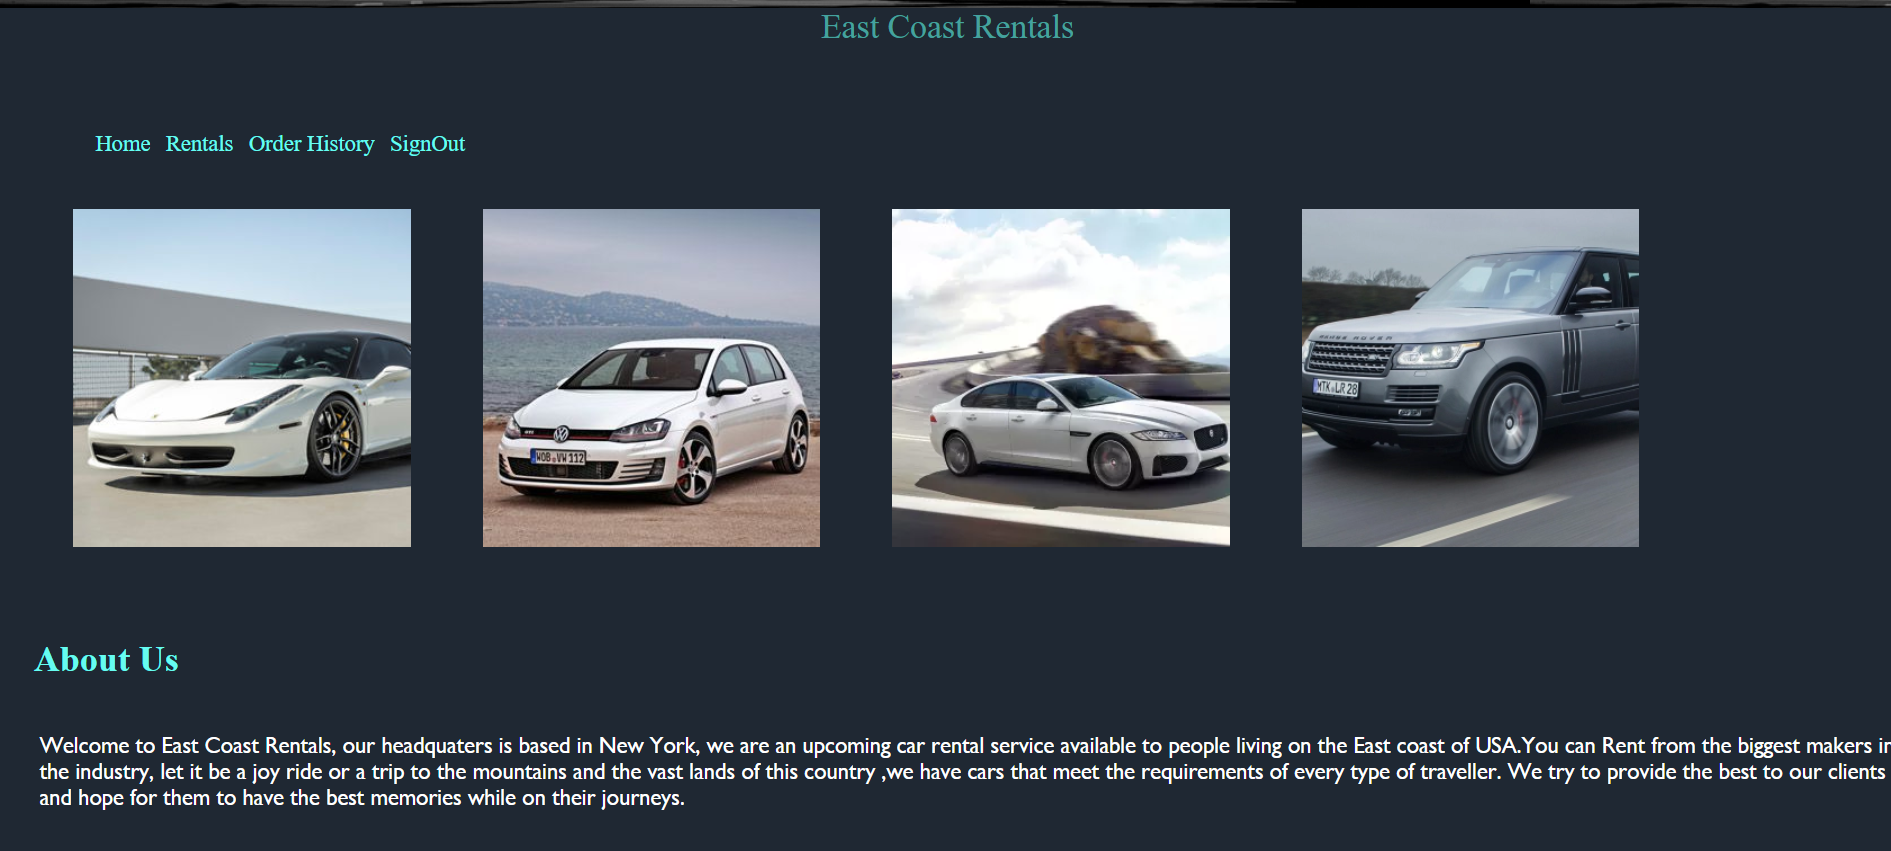 East Coast Rentals
Home Rentals Order History SignOut
RANGE ROVER
WOB VW 112
MTK LR 28
About Us
Welcome to East Coast Rentals, our headquaters is based in New York, we are an upcoming car rental service available to people living on the East coast of USA.You can Rent from the biggest makers in
the industry, let it be a joy ride or a trip to the mountains and the vast lands of this country ,we have cars that meet the requirements of every type of traveller. We try to provide the best to our clients
and hope for them to have the best memories while on their journeys.